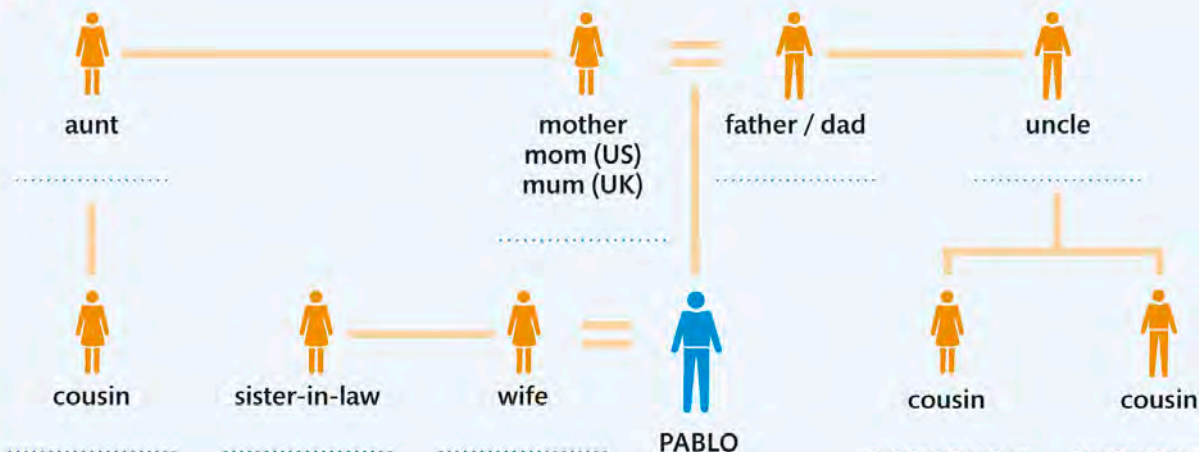 aunt
mother
mom (US)
mum (UK)
father / dad
uncle
cousin
sister-in-law
wife
PABLO
cousin
cousin